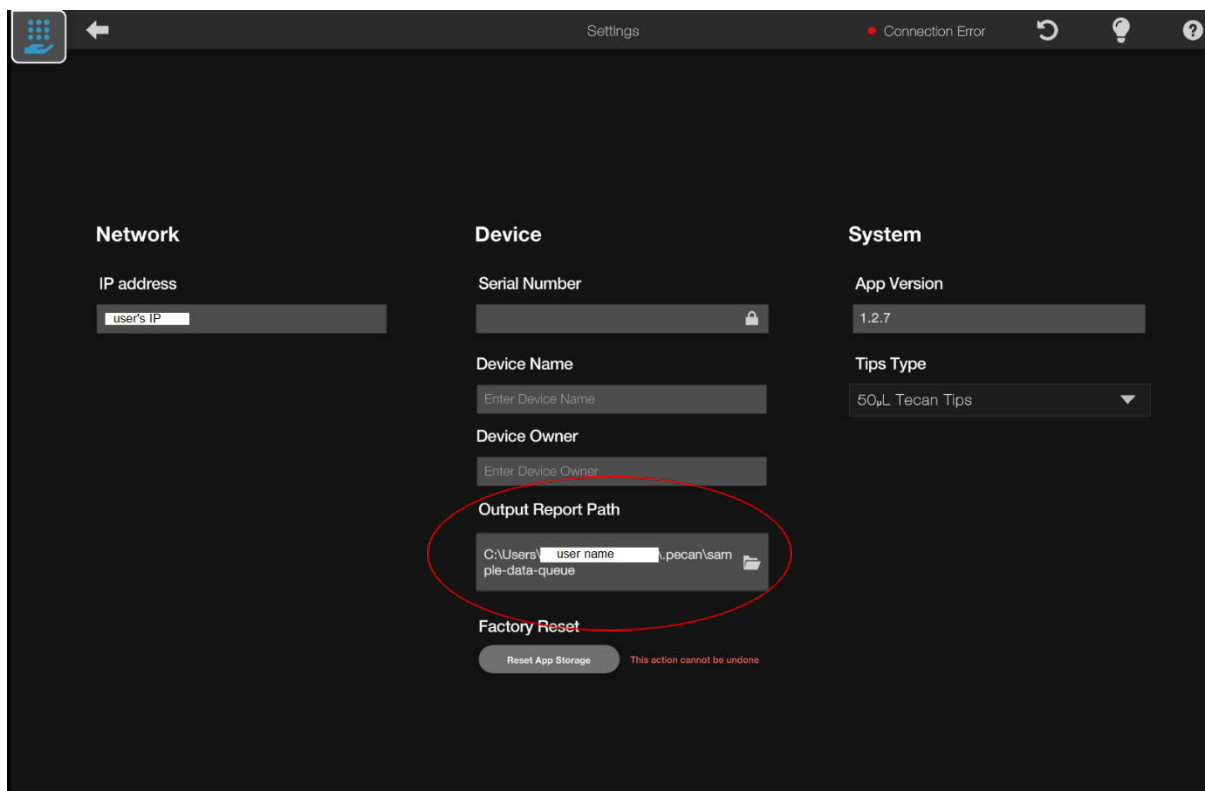 Settings
Connection Error
?
Network
IP address
user's IP
Device
Serial Number
Device Name
Enter Device Name
Device Owner
Enter Device Owner
Output Report Path
C:\Users\ user name \.pecan\sam
ple-data-queue
Factory Reset
Reset App Storage
This action cannot be undone
System
App Version
1.2.7
Tips Type
50µL Tecan Tips